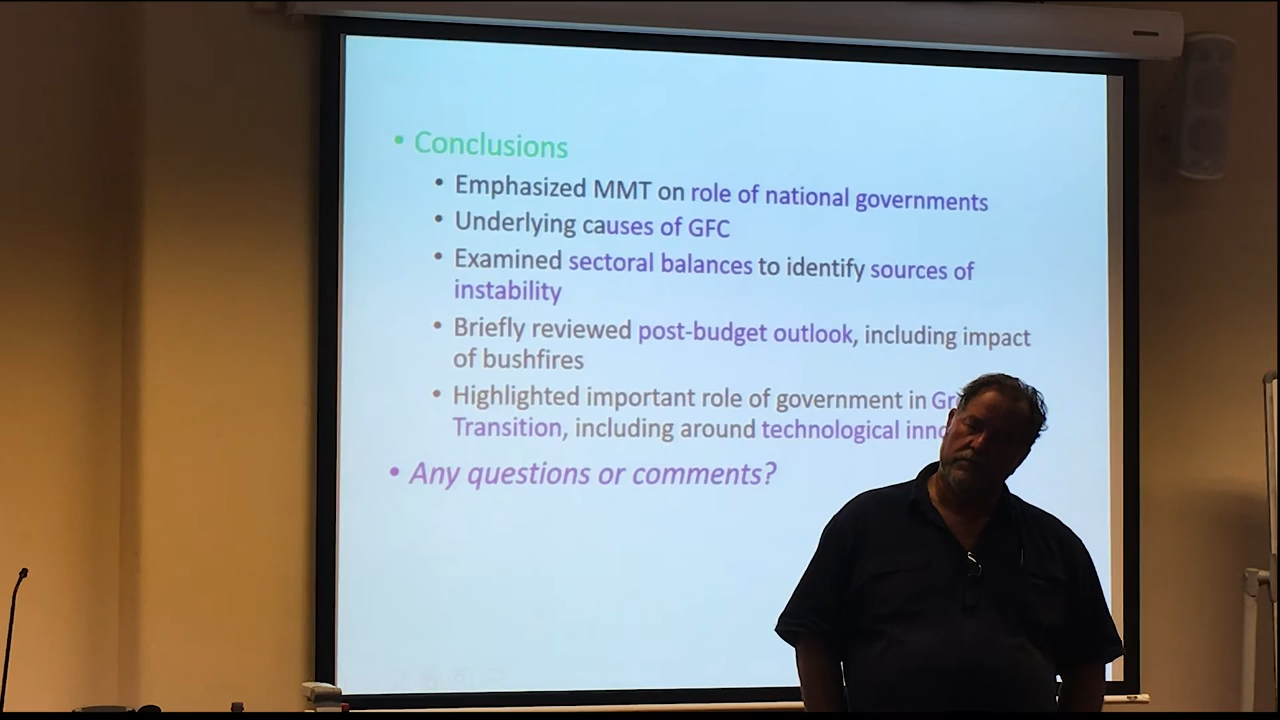 • Conclusions
• Emphasized MMT on role of national governments
• Underlying causes of GFC
• Examined sectoral balances to identify sources of
instability
• Briefly reviewed post-budget outlook, including impact
of bushfires
• Highlighted important role of government in
Transition, including around technological
• Any questions or comments?